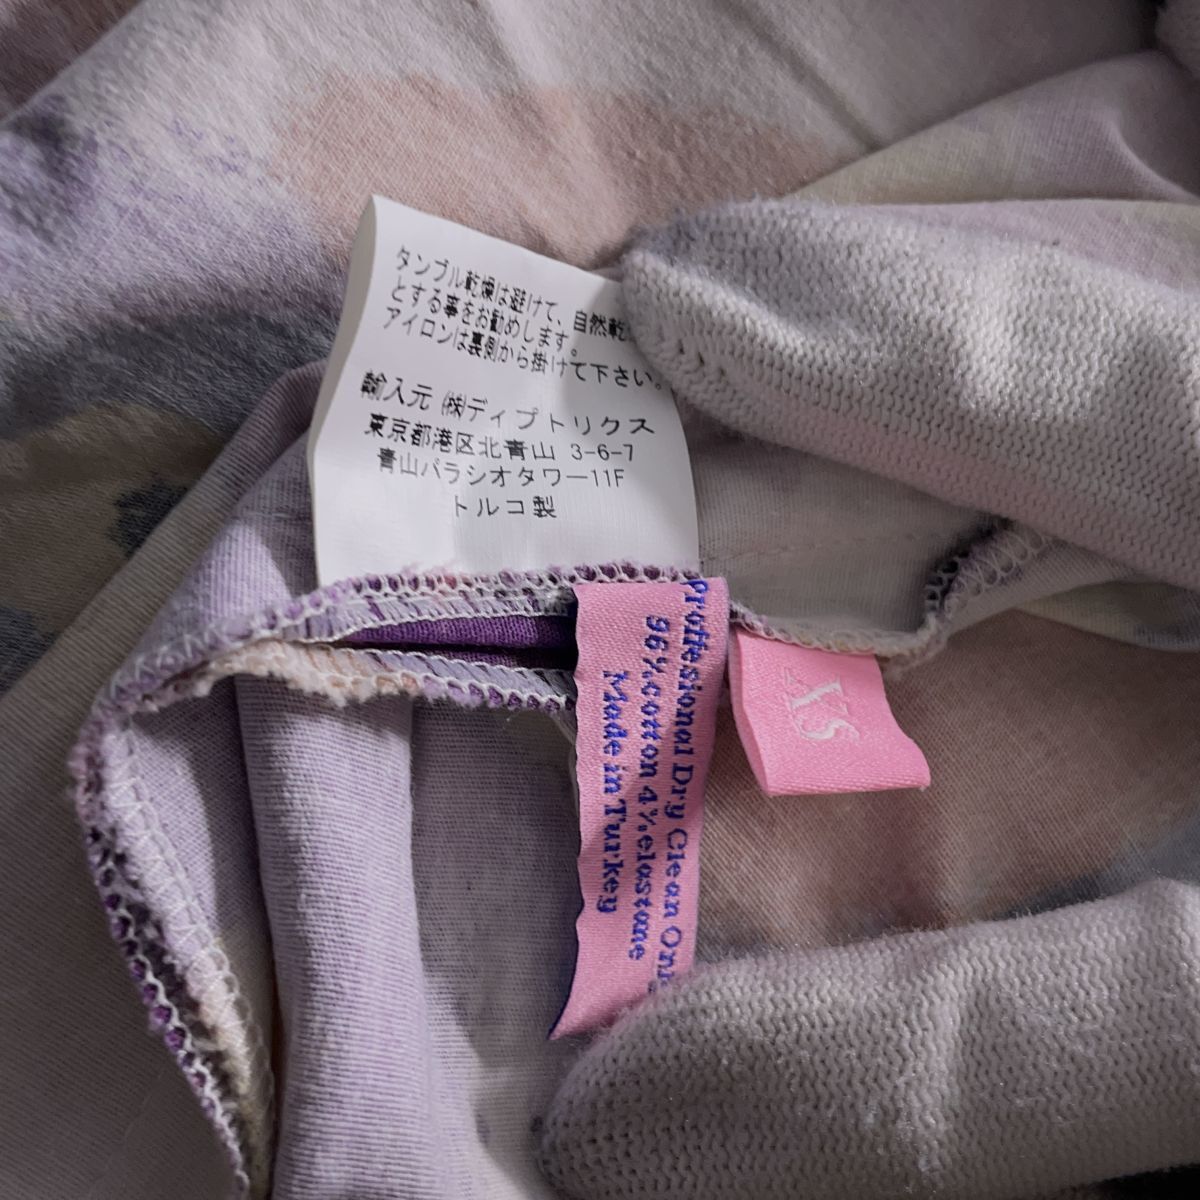 タンブル乾燥は避けて、自然乾
とする事をお勧めします。
アイロンは裏側から掛けて下さい。
輸入元 ㈱ディプトリクス
東京都港区北青山 3-6-7
青山パラシオタワー11F
トルコ製
Proffesional Dry Clean Only
96%cotton 4%elastane
Made in Turkey
XS